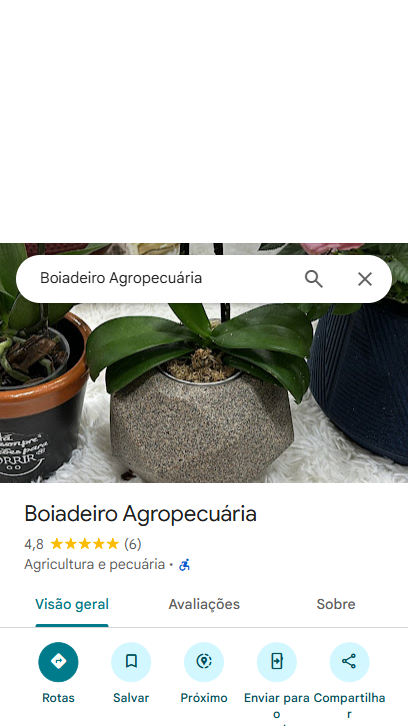 Boiadeiro Agropecuária
ORRIR
Boiadeiro Agropecuária
4,8 (6)
Agricultura e pecuária ·
Visão geral Avaliações Sobre
Rotas Salvar Próximo Enviar para o Compartilhar